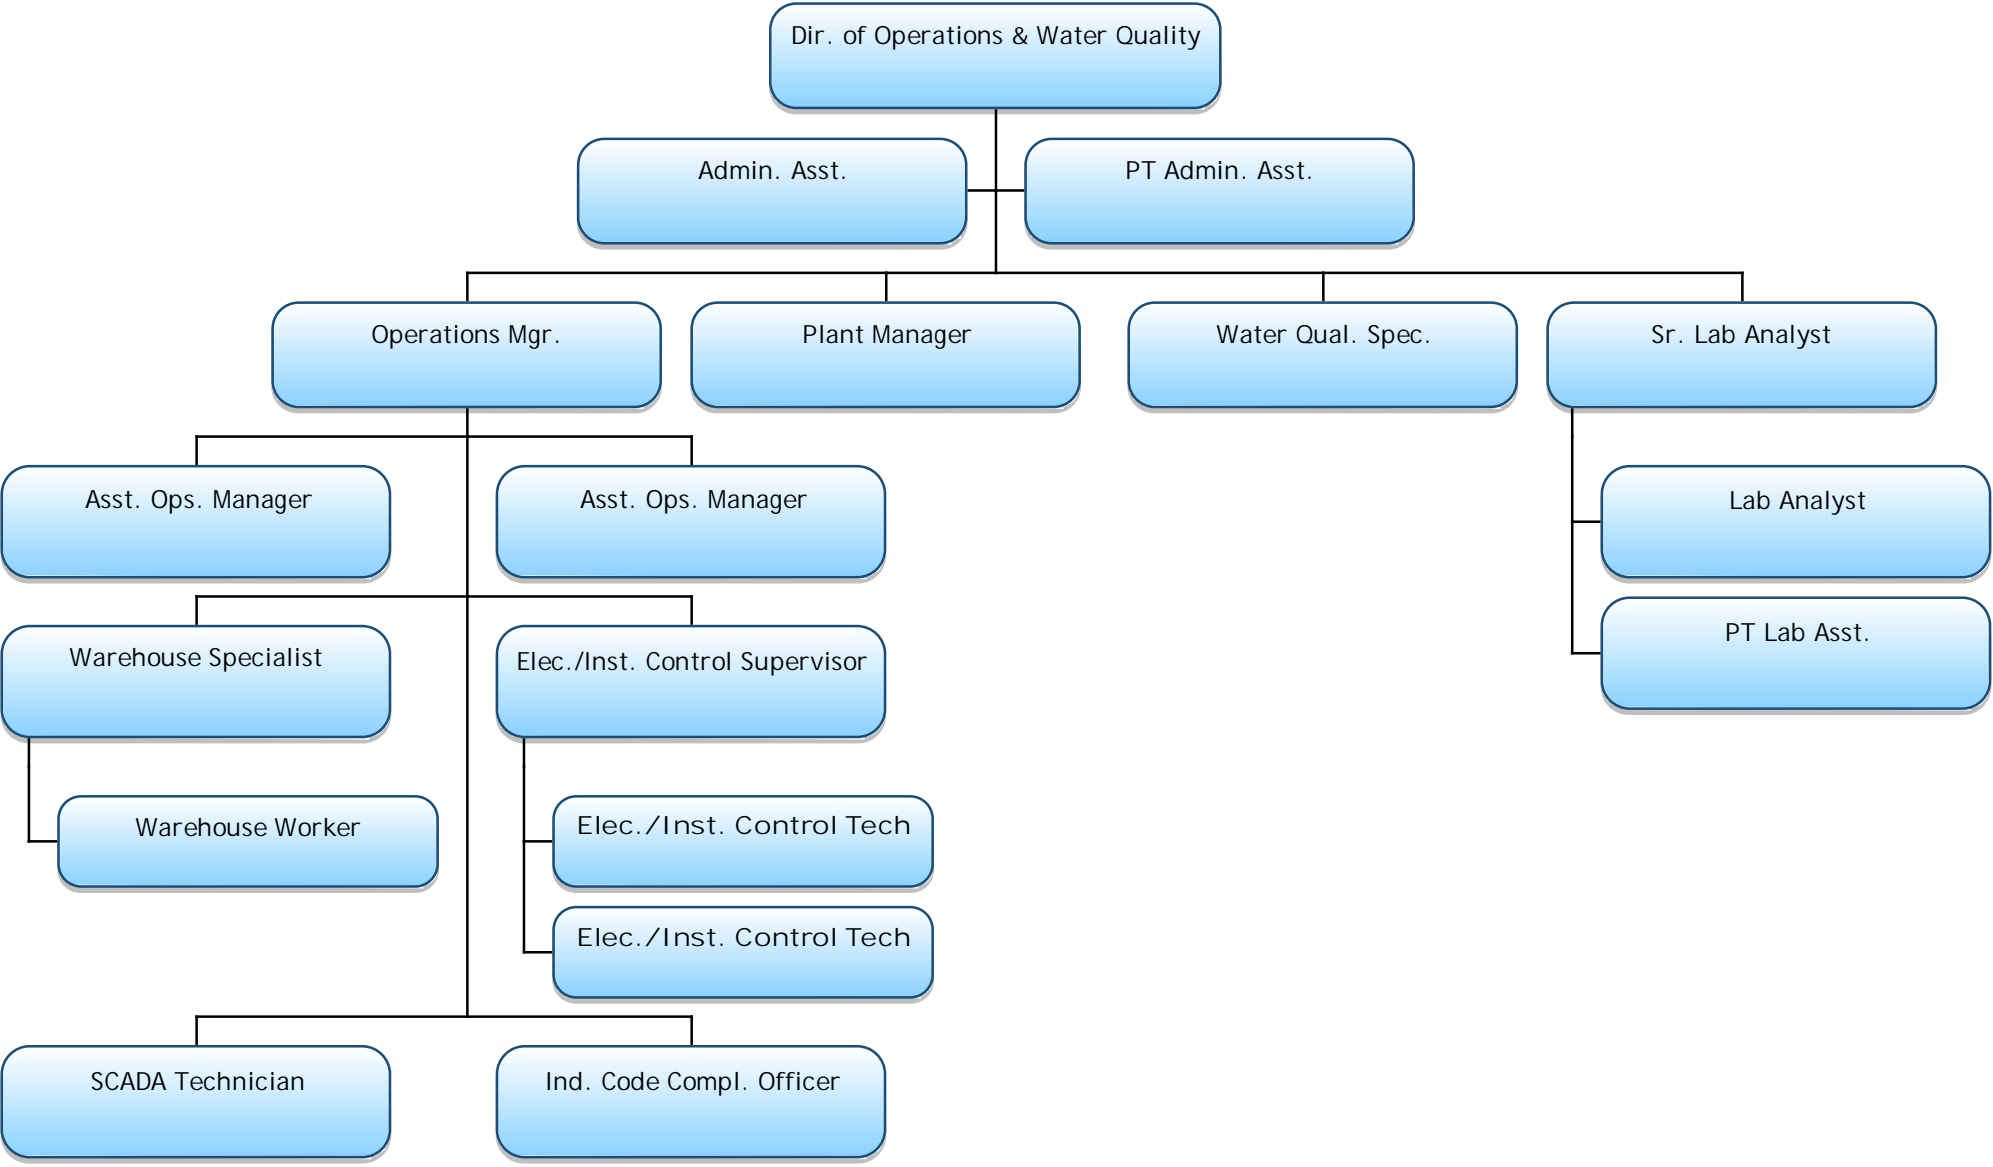 Dir. of Operations & Water Quality
Admin. Asst.
PT Admin. Asst.
Operations Mgr.
Plant Manager
Water Qual. Spec.
Sr. Lab Analyst
Asst. Ops. Manager
Asst. Ops. Manager
Lab Analyst
PT Lab Asst.
Warehouse Specialist
Elec./Inst. Control Supervisor
Warehouse Worker
Elec./Inst. Control Tech
Elec./Inst. Control Tech
SCADA Technician
Ind. Code Compl. Officer